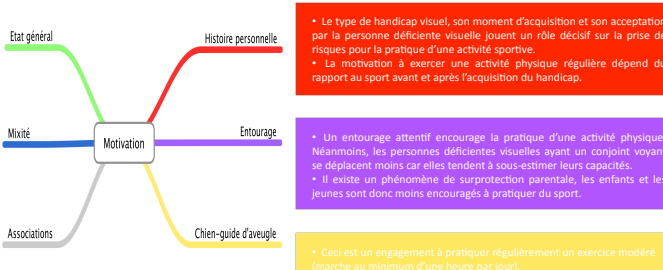 Etat général
Mixité
Associations
Motivation
Histoire personnelle
Entourage
Chien-guide d'aveugle
• Le type de handicap visuel, son moment d'acquisition et son acceptation
par la personne déficiente visuelle jouent un rôle décisif sur la prise de
risques pour la pratique d'une activité sportive.
• La motivation à exercer une activité physique régulière dépend du
rapport au sport avant et après l'acquisition du handicap.
• Un entourage attentif encourage la pratique d'une activité physique
Néanmoins, les personnes déficientes visuelles ayant un conjoint voyant
se déplacent moins car elles tendent à sous-estimer leurs capacités.
• Il existe un phénomène de surprotection parentale, les enfants et les
jeunes sont donc moins encouragés à pratiquer du sport.
• Ceci est un engagement à pratiquer régulièrement un exercice modéré
(marche au minimum d'une heure par jour).